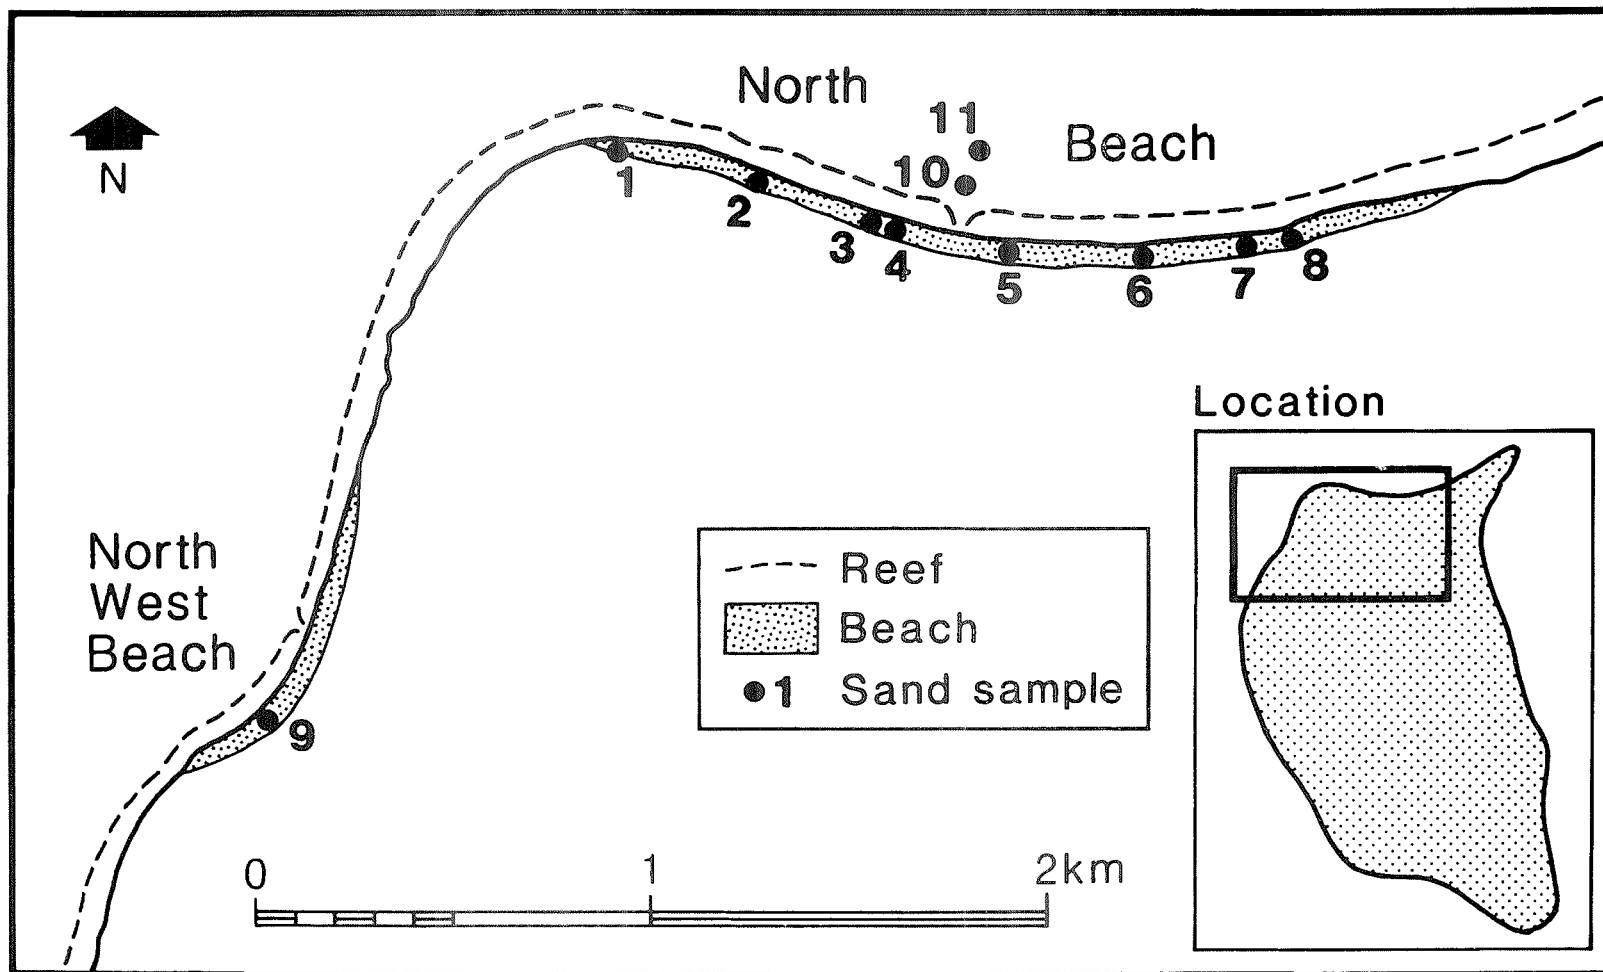 North
Beach
11
10
N
1
2
3
4
5
6
7
8
Location
North
West
Beach
9
Reef
Beach
1 Sand sample
0
1
2km